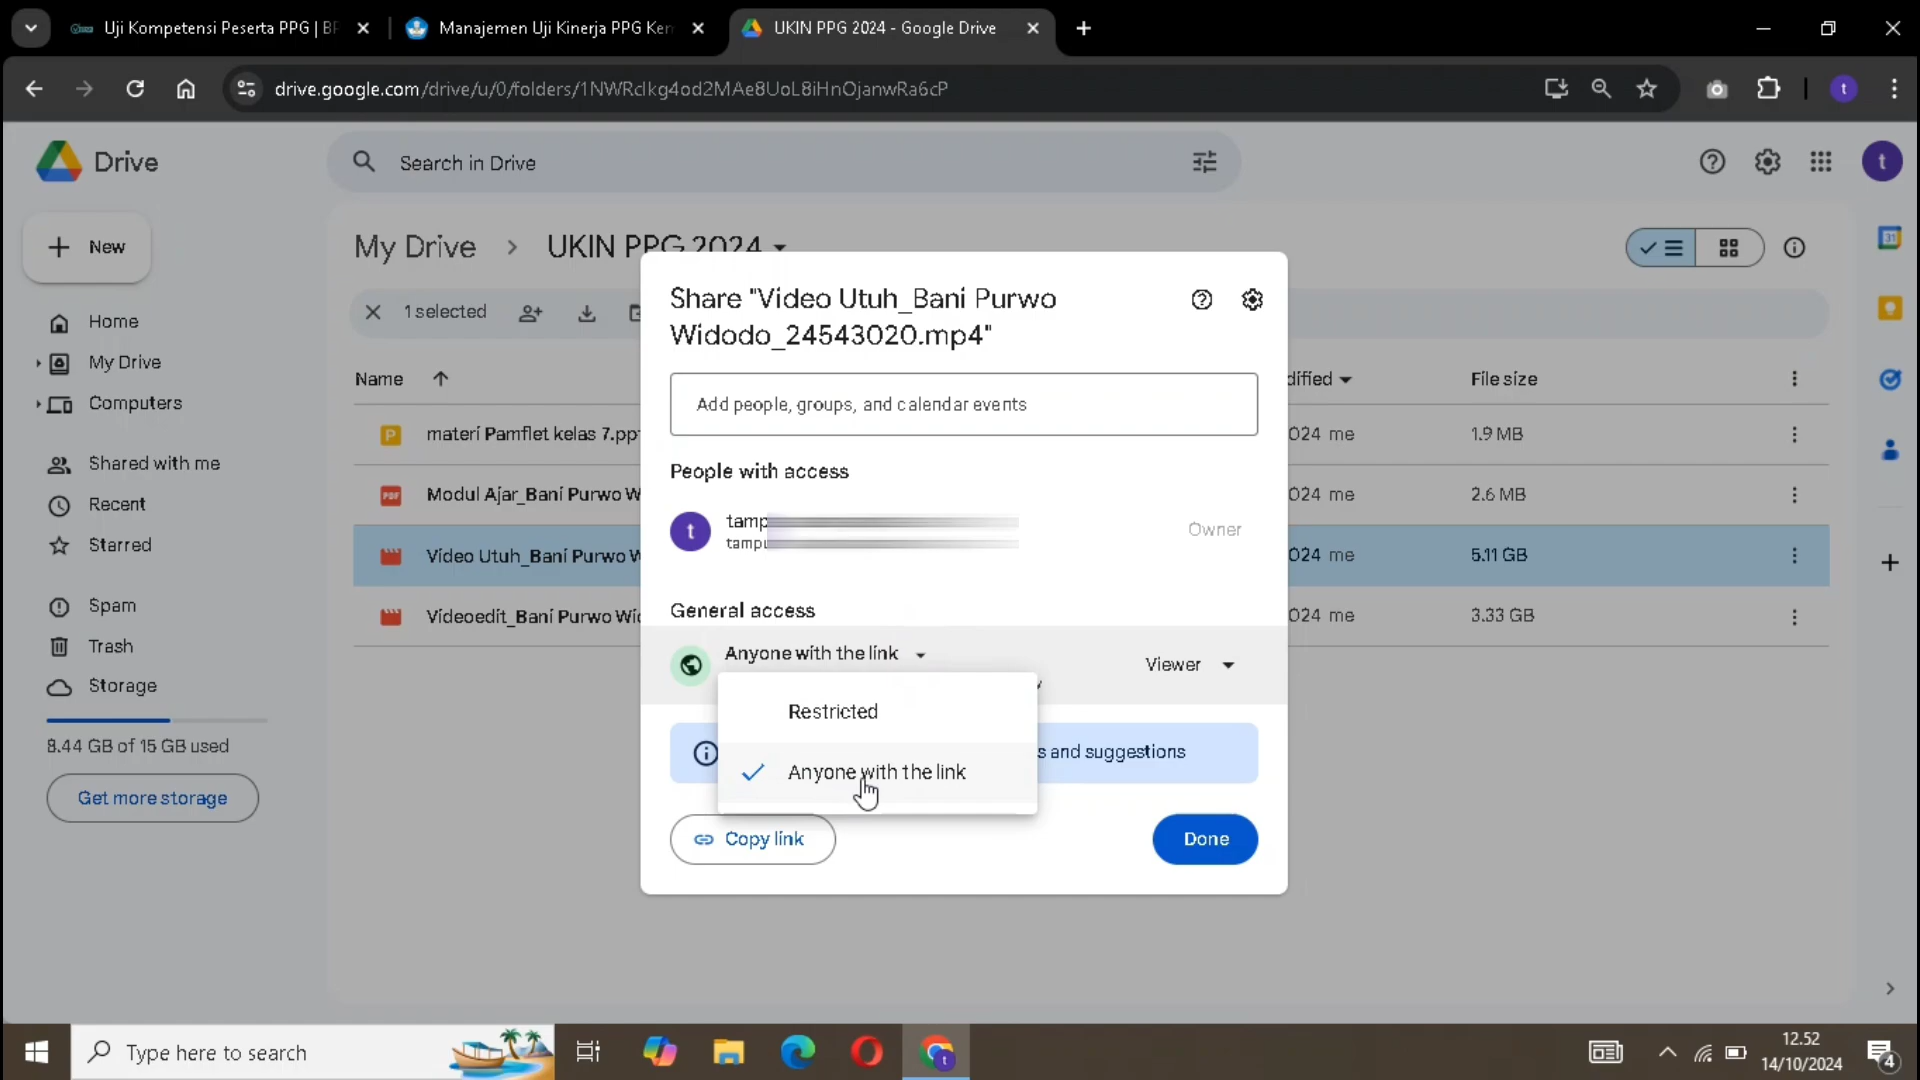 Uji Kompetensi Peserta PPG | BP
Manajemen Uji Kinerja PPG Ken
UKIN PPG 2024 - Google Drive
drive.google.com/drive/u/0/folders/1NWRclkg4od2MAe8UoL8iHnOjanwRa6cP
t
Drive
Search in Drive
t
New
My Drive
UKIN PPG 2024
31
Home
My Drive
Computers
Shared with me
Recent
Starred
Spam
Trash
Storage
8.44 GB of 15 GB used
Get more storage
1 selected
Name
dified
File size
P
materi Pamflet kelas 7.pp
024 me
1.9 MB
PDF
Modul Ajar_Bani Purwo W
024 me
2.6 MB
Video Utuh_Bani Purwo W
024 me
5.11 GB
Videoedit_Bani Purwo Wi
024 me
3.33 GB
Share "Video Utuh_Bani Purwo
Widodo_24543020.mp4"
Add people, groups, and calendar events
People with access
t
tamp
tampu
Owner
General access
Anyone with the link
Viewer
Restricted
Anyone with the link
s and suggestions
Copy link
Done
Type here to search
t
12.52
14/10/2024
4